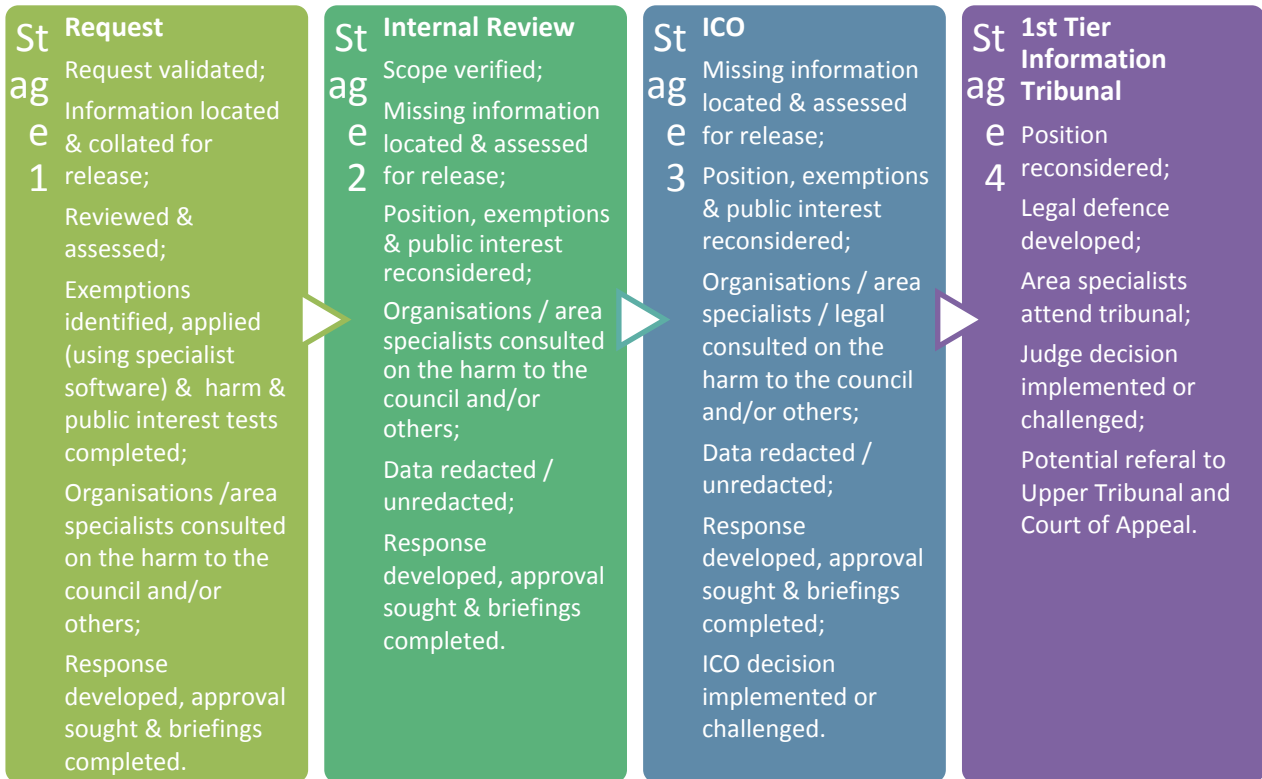 St
ag
e
1
Request
Request validated;
Information located
& collated for
release;
Reviewed &
assessed;
Exemptions
identified, applied
(using specialist
software) & harm &
public interest tests
completed;
Organisations /area
specialists consulted
on the harm to the
council and/or
others;
Response
developed, approval
sought & briefings
completed.
St
ag
e
2
Internal Review
Scope verified;
Missing information
located & assessed
for release;
Position, exemptions
& public interest
reconsidered;
Organisations / area
specialists consulted
on the harm to the
council and/or
others;
Data redacted /
unredacted;
Response
developed, approval
sought & briefings
completed.
St
ag
e
3
ICO
Missing information
located & assessed
for release;
Position, exemptions
& public interest
reconsidered;
Organisations / area
specialists / legal
consulted on the
harm to the council
and/or others;
Data redacted /
unredacted;
Response
developed, approval
sought & briefings
completed;
ICO decision
implemented or
challenged.
St
ag
e
4
1st Tier
Information
Tribunal
Position
reconsidered;
Legal defence
developed;
Area specialists
attend tribunal;
Judge decision
implemented or
challenged;
Potential referal to
Upper Tribunal and
Court of Appeal.